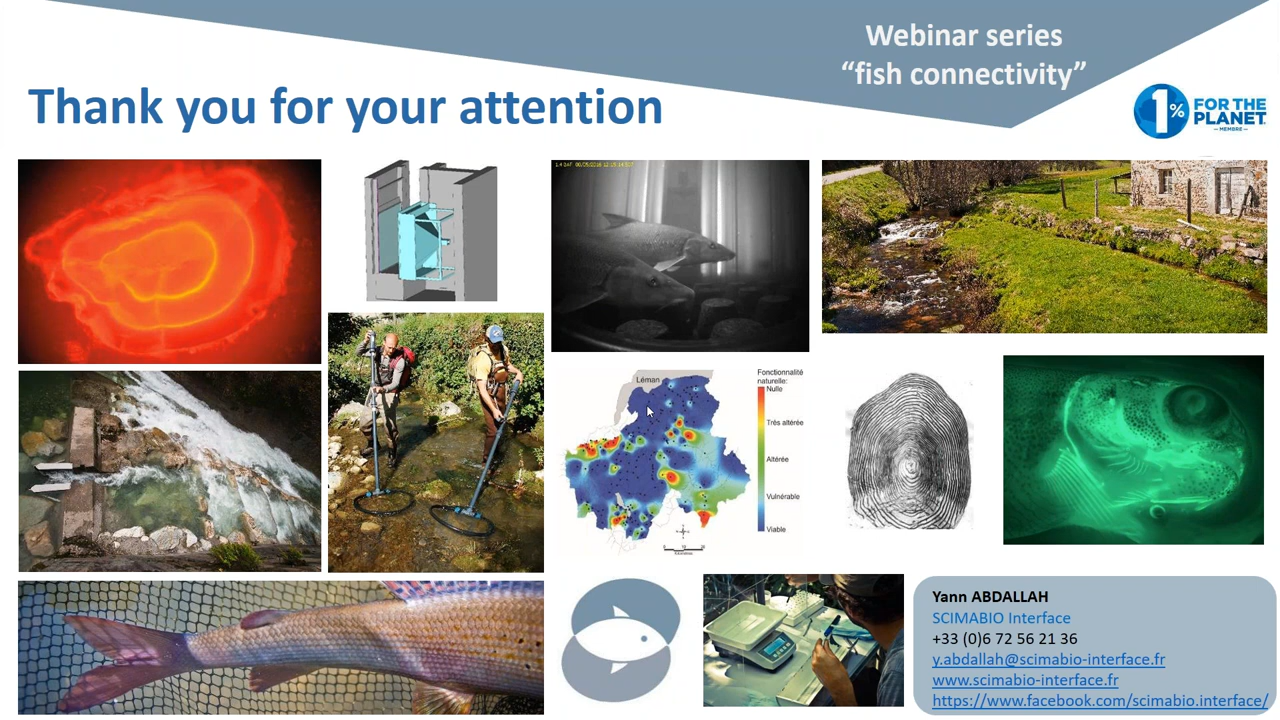 Webinar series
“fish connectivity”
Thank you for your attention
1%
FOR THE
PLANET
MEMBRE
Léman
Fonctionnalité
naturelle:
Nulle
Très altérée
Altérée
Vulnérable
Viable
Yann ABDALLAH
SCIMABIO Interface
+33 (0)6 72 56 21 36
y.abdallah@scimabio-interface.fr
www.scimabio-interface.fr
https://www.facebook.com/scimabio.interface/